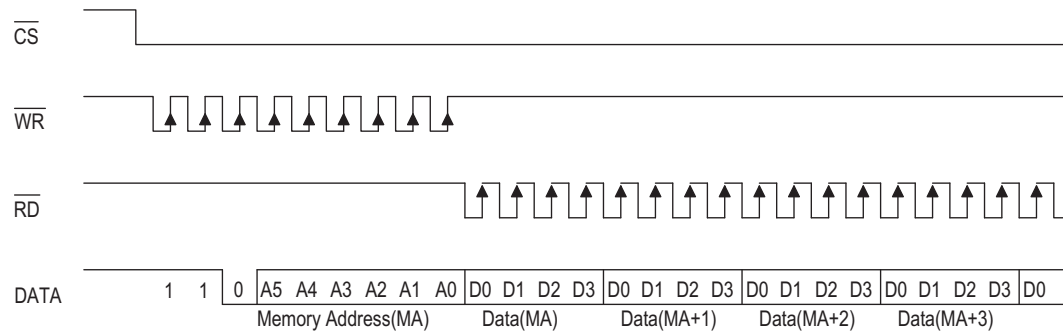 CS
WR
RD
DATA 1 1 0 A5 A4 A3 A2 A1 A0 D0 D1 D2 D3 D0 D1 D2 D3 D0 D1 D2 D3 D0 D1 D2 D3 D0
Memory Address(MA) Data(MA) Data(MA+1) Data(MA+2) Data(MA+3)